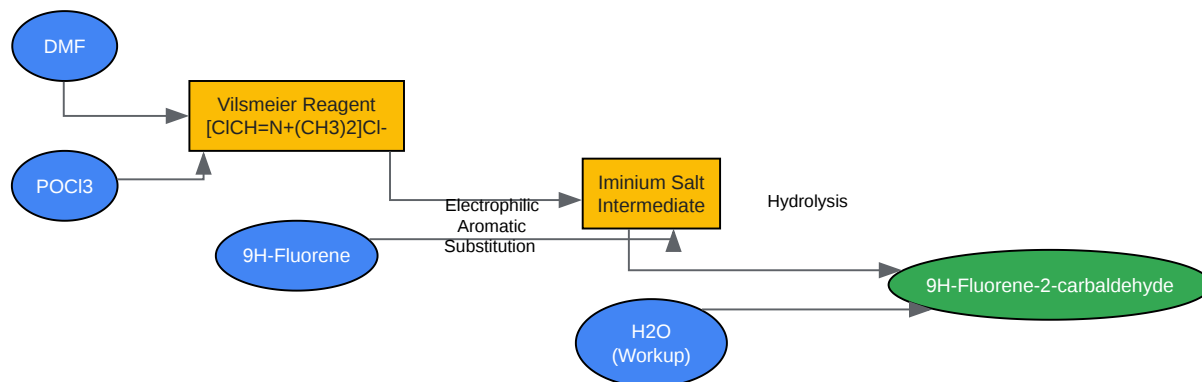 DMF
Vilsmeier Reagent
[ClCH=N+(CH3)2]Cl-
POCl3
Iminium Salt
Intermediate
Hydrolysis
Electrophilic
Aromatic
Substitution
9H-Fluorene
9H-Fluorene-2-carbaldehyde
H2O
(Workup)